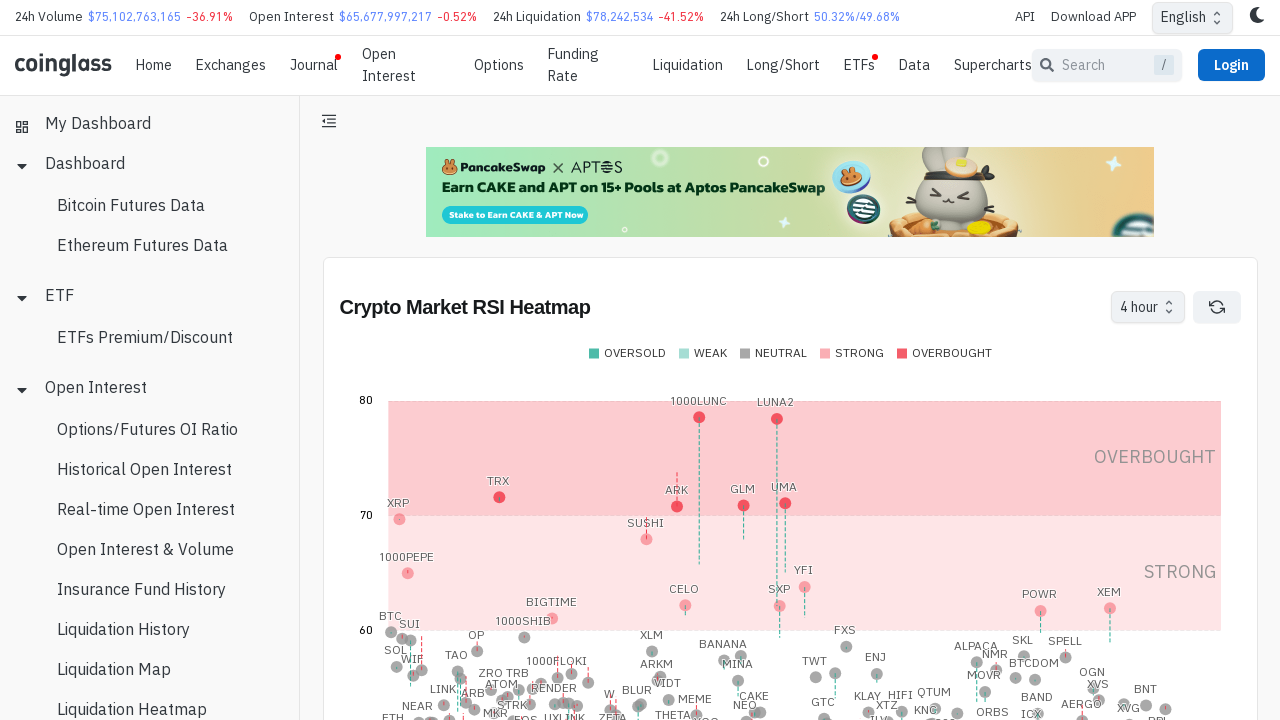 24h Volume $75,102,763,165 -36.91% Open Interest $65,677,997,217 -0.52% 24h Liquidation $78,242,534 -41.52% 24h Long/Short 50.32%/49.68% API Download APP English
coinglass Home Exchanges Journal Open Interest Options Funding Rate Liquidation Long/Short ETFs Data Supercharts Search / Login
My Dashboard
Dashboard
Bitcoin Futures Data
Ethereum Futures Data
ETF
ETFs Premium/Discount
Open Interest
Options/Futures OI Ratio
Historical Open Interest
Real-time Open Interest
Open Interest & Volume
Insurance Fund History
Liquidation History
Liquidation Map
Liquidation Heatmap
PancakeSwap × APTOS
Earn CAKE and APT on 15+ Pools at Aptos PancakeSwap
Stake to Earn CAKE & APT Now
Crypto Market RSI Heatmap 4 hour
OVERSOLD WEAK NEUTRAL STRONG OVERBOUGHT
80
1000LUNC LUNA2
OVERBOUGHT
TRX ARK GLM UMA
XRP
70
SUSHI
1000PEPE YFI STRONG
CELO SXP POWR XEM
BIGTIME
BTC 1000SHIB
SUI
60
OP XLM BANANA FXS SKL SPELL
SOL WIF TAO 1000FLOKI ARKM MINA TWT ENJ ALPACA NMR BTCDOM
ZRO TRB ATOM VIDT MOVR OGN XVS
LINK ARB RENDER W BLUR MEME CAKE KLAY HIFI QTUM BAND BNT
NEAR STRK NEO GTC AERGO
ETH MKR THETA KNG ORBS ICX